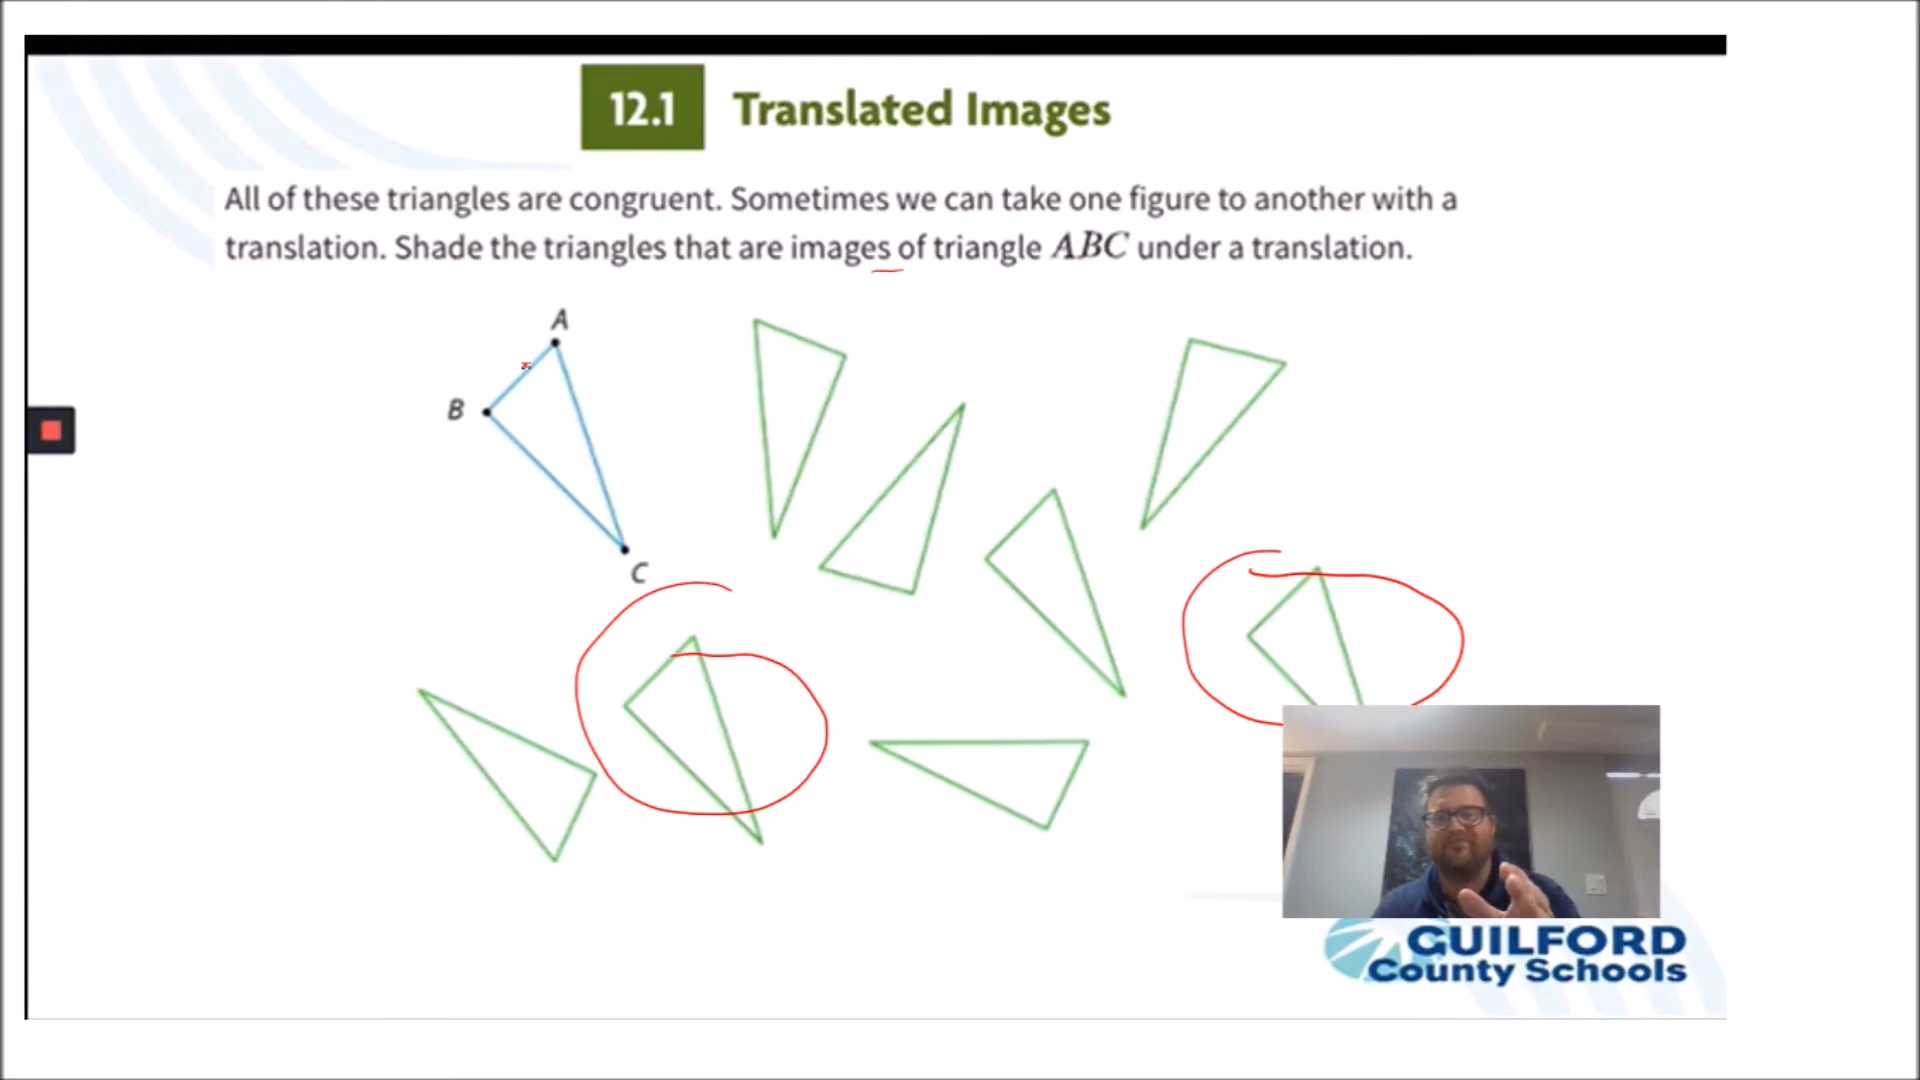 12.1 Translated Images
All of these triangles are congruent. Sometimes we can take one figure to another with a
translation. Shade the triangles that are images of triangle ABC under a translation.
A
B
C
GUILFORD
County Schools